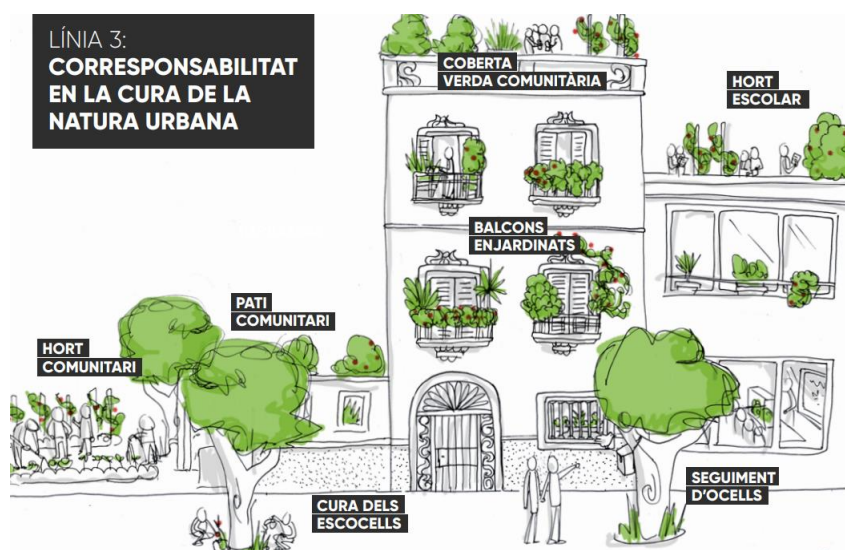 LÍNIA 3:
CORRESPONSABILITAT
EN LA CURA DE LA
NATURA URBANA
COBERTA
VERDA COMUNITÀRIA
HORT
ESCOLAR
BALCONS
ENJARDINATS
PATI
COMUNITARI
HORT
COMUNITARI
CURA DELS
ESCOCELLS
SEGUIMENT
D'OCELLS